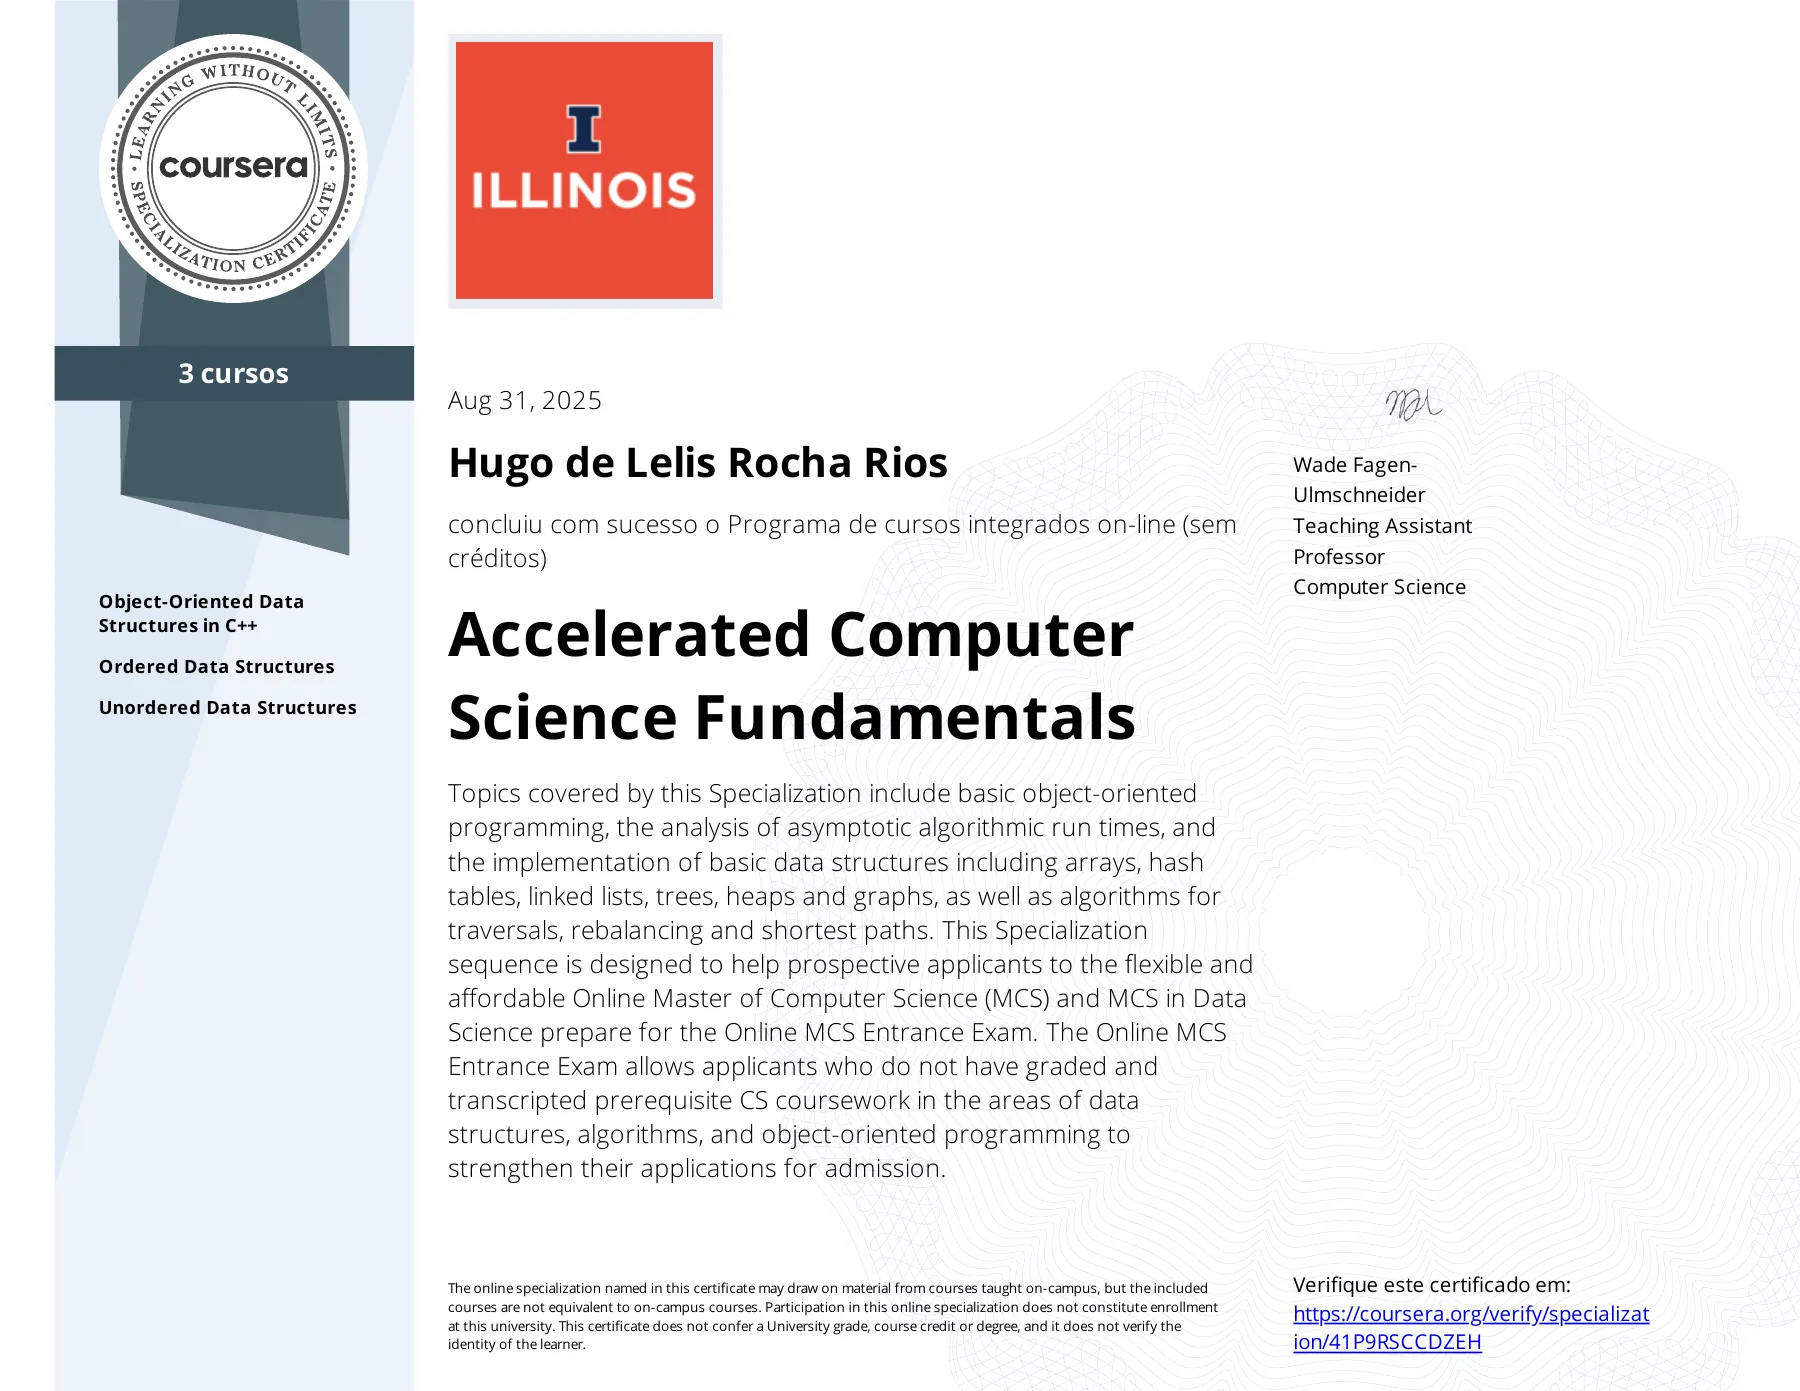 LEARNING WITHOUT LIMITS
coursera
SPECIALIZATION CERTIFICATE
3 cursos
Object-Oriented Data
Structures in C++
Ordered Data Structures
Unordered Data Structures
I
ILLINOIS
Aug 31, 2025
Hugo de Lelis Rocha Rios
concluiu com sucesso o Programa de cursos integrados on-line (sem
créditos)
Accelerated Computer
Science Fundamentals
Topics covered by this Specialization include basic object-oriented
programming, the analysis of asymptotic algorithmic run times, and
the implementation of basic data structures including arrays, hash
tables, linked lists, trees, heaps and graphs, as well as algorithms for
traversals, rebalancing and shortest paths. This Specialization
sequence is designed to help prospective applicants to the flexible and
affordable Online Master of Computer Science (MCS) and MCS in Data
Science prepare for the Online MCS Entrance Exam. The Online MCS
Entrance Exam allows applicants who do not have graded and
transcripted prerequisite CS coursework in the areas of data
structures, algorithms, and object-oriented programming to
strengthen their applications for admission.
Wade Fagen-
Ulmschneider
Teaching Assistant
Professor
Computer Science
The online specialization named in this certificate may draw on material from courses taught on-campus, but the included
courses are not equivalent to on-campus courses. Participation in this online specialization does not constitute enrollment
at this university. This certificate does not confer a University grade, course credit or degree, and it does not verify the
identity of the learner.
Verifique este certificado em:
https://coursera.org/verify/specializat
ion/41P9RSCCDZEH